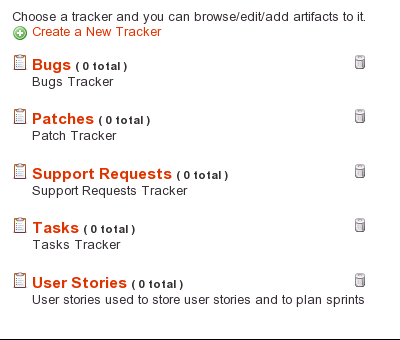 Choose a tracker and you can browse/edit/add artifacts to it.
Create a New Tracker
Bugs ( 0 total )
Bugs Tracker
Patches ( 0 total )
Patch Tracker
Support Requests ( 0 total )
Support Requests Tracker
Tasks ( 0 total )
Tasks Tracker
User Stories ( 0 total )
User stories used to store user stories and to plan sprints